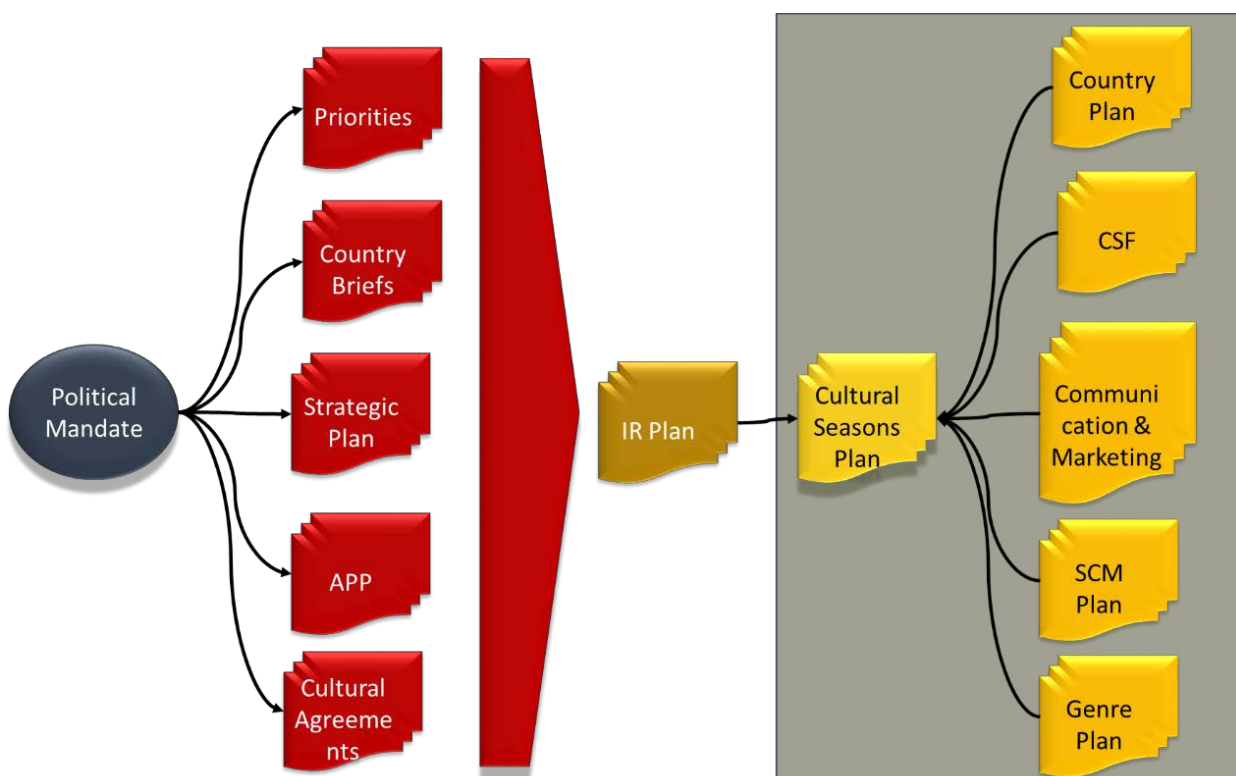 Political
Mandate
Priorities
Country
Briefs
Strategic
Plan
APP
Cultural
Agreeme
nts
IR Plan
Cultural
Seasons
Plan
Country
Plan
CSF
Communi
cation &
Marketing
SCM
Plan
Genre
Plan